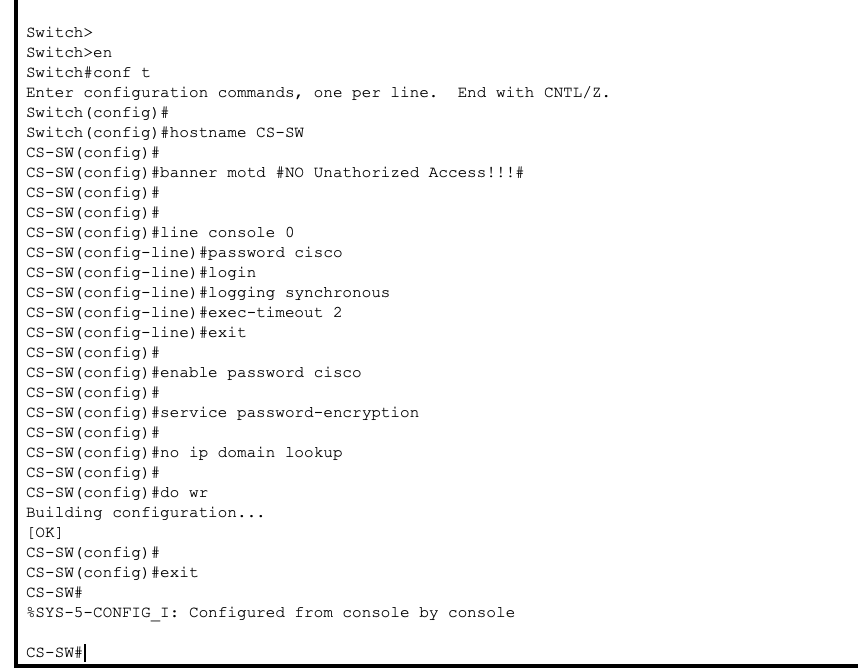 Switch>
Switch>en
Switch#conf t
Enter configuration commands, one per line.  End with CNTL/Z.
Switch(config)#
Switch(config)#hostname CS-SW
CS-SW(config)#
CS-SW(config)#banner motd #NO Unathorized Access!!!#
CS-SW(config)#
CS-SW(config)#
CS-SW(config)#line console 0
CS-SW(config-line)#password cisco
CS-SW(config-line)#login
CS-SW(config-line)#logging synchronous
CS-SW(config-line)#exec-timeout 2
CS-SW(config-line)#exit
CS-SW(config)#
CS-SW(config)#enable password cisco
CS-SW(config)#
CS-SW(config)#service password-encryption
CS-SW(config)#
CS-SW(config)#no ip domain lookup
CS-SW(config)#
CS-SW(config)#do wr
Building configuration...
[OK]
CS-SW(config)#
CS-SW(config)#exit
CS-SW#
%SYS-5-CONFIG_I: Configured from console by console
CS-SW#